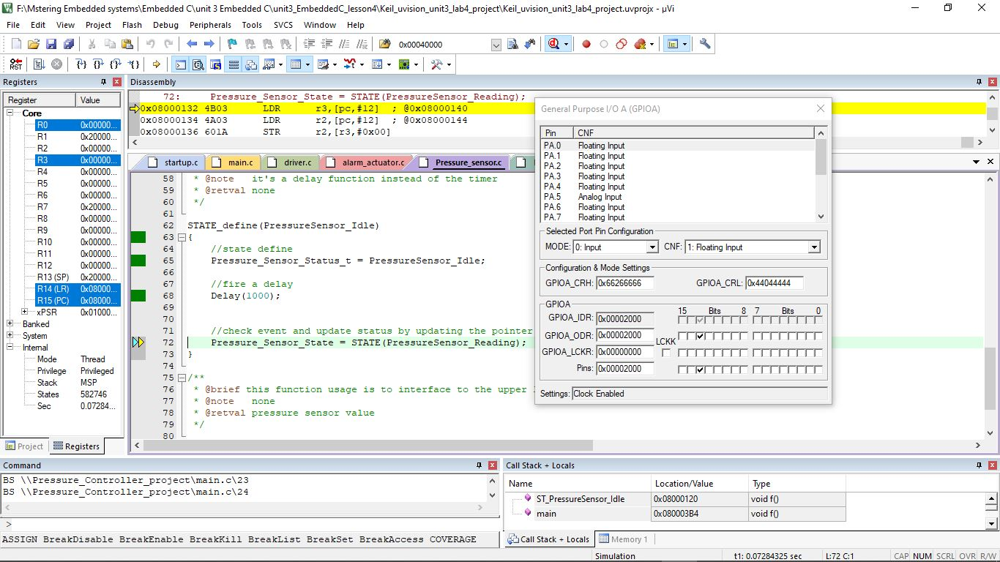 F:\Mstering Embedded systems\Embedded C\unit 3 Embedded C\unit3_EmbeddedC_lesson4\Keil_uvision_unit3_lab4_project\Keil_uvision_unit3_lab4_project.uvprojx - µVi
File Edit View Project Flash Debug Peripherals Tools SVCS Window Help
0x00040000
RST
Registers
Register Value
Core
R0 0x00000...
R1 0x20000...
R2 0x00000...
R3 0x00000...
R4 0x00000...
R5 0x00000...
R6 0x00000...
R7 0x20000...
R8 0x00000...
R9 0x00000...
R10 0x00000...
R11 0x00000...
R12 0x00000...
R13 (SP) 0x20000...
R14 (LR) 0x08000...
R15 (PC) 0x08000...
xPSR 0x01000...
Banked
System
Internal
Mode Thread
Privilege Privileged
Stack MSP
States 582746
Sec 0.07284...
Project Registers
Disassembly
72: Pressure_Sensor_State = STATE(PressureSensor_Reading);
0x08000132 4B03 LDR r3,[pc,#12] ; @0x08000140
0x08000134 4A03 LDR r2,[pc,#12] ; @0x08000144
0x08000136 601A STR r2,[r3,#0x00]
startup.c main.c driver.c alarm_actuator.c Pressure_sensor.c
58 * @note it's a delay function instead of the timer
59 * @retval none
60 */
61
62 STATE_define(PressureSensor_Idle)
63 {
64 //state define
65 Pressure_Sensor_Status_t = PressureSensor_Idle;
66
67 //fire a delay
68 Delay(1000);
69
70
71 //check event and update status by updating the pointer
72 Pressure_Sensor_State = STATE(PressureSensor_Reading);
73 }
74
75 /**
76 * @brief this function usage is to interface to the upper
77 * @note none
78 * @retval pressure sensor value
79 */
80
General Purpose I/O A (GPIOA)
Pin CNF
PA.0 Floating Input
PA.1 Floating Input
PA.2 Floating Input
PA.3 Floating Input
PA.4 Floating Input
PA.5 Analog Input
PA.6 Floating Input
PA.7 Floating Input
Selected Port Pin Configuration
MODE: 0: Input CNF: 1: Floating Input
Configuration & Mode Settings
GPIOA_CRH: 0x66266666 GPIOA_CRL: 0x44044444
GPIOA
15 Bits 8 7 Bits 0
GPIOA_IDR: 0x00002000
GPIOA_ODR: 0x00002000
LCKK
GPIOA_LCKR: 0x00000000
Pins: 0x00002000
Settings: Clock Enabled
Command
BS \\Pressure_Controller_project\main.c\23
BS \\Pressure_Controller_project\main.c\24
>
ASSIGN BreakDisable BreakEnable BreakKill BreakList BreakSet BreakAccess COVERAGE
Call Stack + Locals
Name Location/Value Type
ST_PressureSensor_Idle 0x08000120 void f()
main 0x080003B4 void f()
Call Stack + Locals Memory 1
Simulation t1: 0.07284325 sec L:72 C:1 CAP NUM SCRL OVR R/W